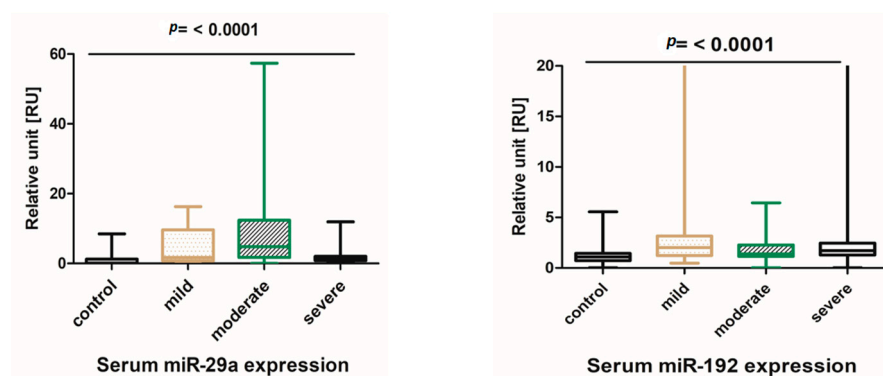 p= < 0.0001
60
40
20
0
Relative unit [RU]
control
mild
moderate
severe
Serum miR-29a expression
p= < 0.0001
20
15
10
5
0
Relative unit [RU]
control
mild
moderate
severe
Serum miR-192 expression